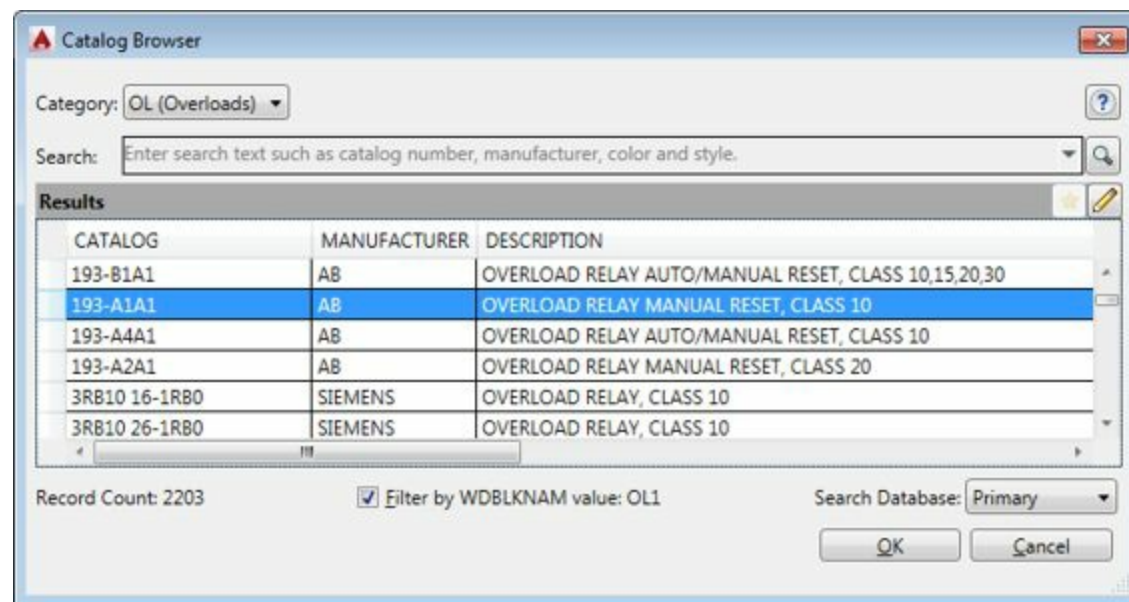 Catalog Browser
Category: OL (Overloads)
Search: Enter search text such as catalog number, manufacturer, color and style.
Results
CATALOG MANUFACTURER DESCRIPTION
193-B1A1 AB OVERLOAD RELAY AUTO/MANUAL RESET, CLASS 10,15,20,30
193-A1A1 AB OVERLOAD RELAY MANUAL RESET, CLASS 10
193-A4A1 AB OVERLOAD RELAY AUTO/MANUAL RESET, CLASS 10
193-A2A1 AB OVERLOAD RELAY MANUAL RESET, CLASS 20
3RB10 16-1RB0 SIEMENS OVERLOAD RELAY, CLASS 10
3RB10 26-1RB0 SIEMENS OVERLOAD RELAY, CLASS 10
Record Count: 2203 Filter by WDBLKNAM value: OL1 Search Database: Primary
OK Cancel